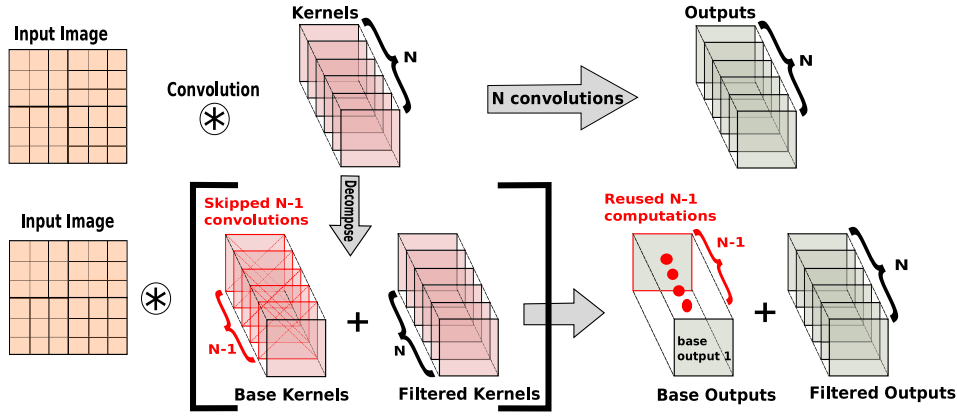 Kernels
Outputs
Input Image
N
N
Convolution
N convolutions
Decompose
Skipped N-1
convolutions
Reused N-1
computations
Input Image
N-1
N
N-1
N
base
output 1
Base Kernels
Filtered Kernels
Base Outputs
Filtered Outputs